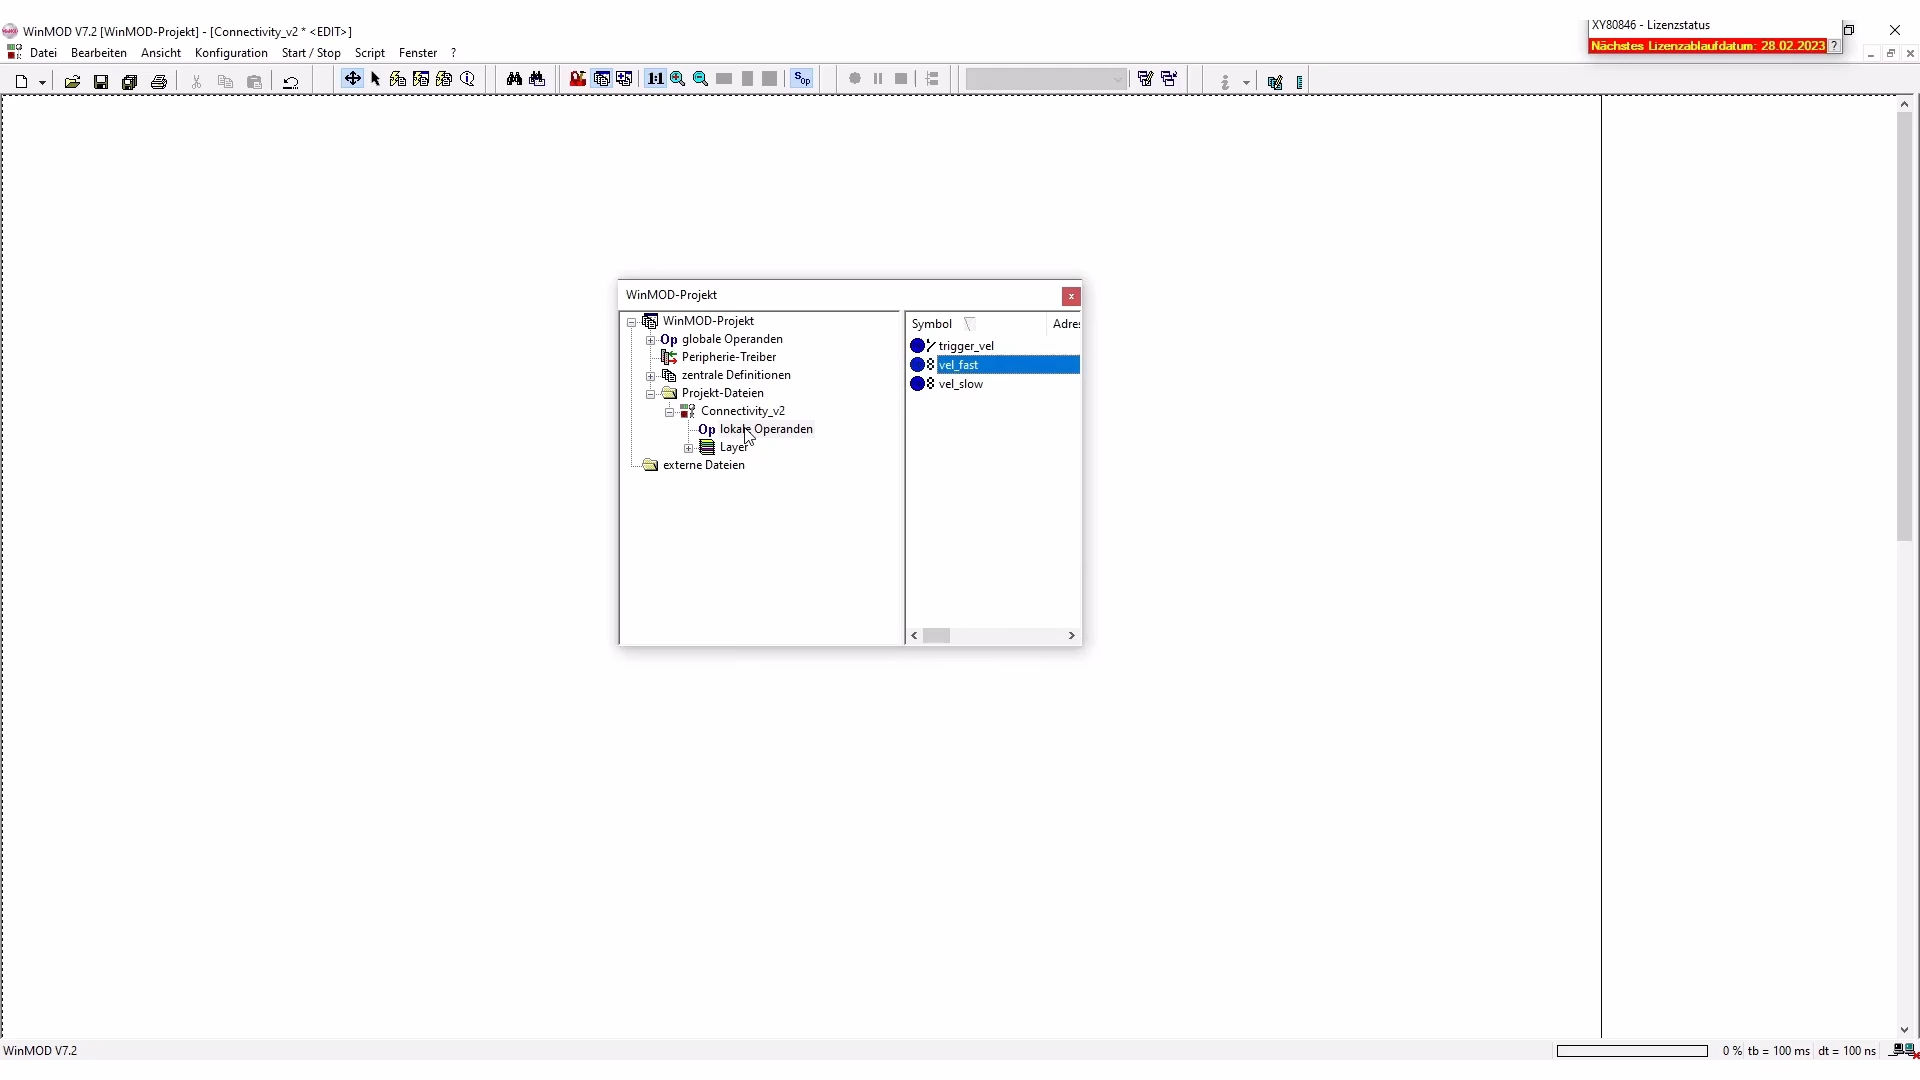 WinMOD V7.2 [WinMOD-Projekt] - [Connectivity_v2 * <EDIT>]
XY80846 - Lizenzstatus
Nächstes Lizenzablaufdatum: 28.02.2023 ?
Datei Bearbeiten Ansicht Konfiguration Start / Stop Script Fenster ?
1:1 Sop
WinMOD-Projekt
WinMOD-Projekt
Op globale Operanden
Peripherie-Treiber
zentrale Definitionen
Projekt-Dateien
Connectivity_v2
Op lokale Operanden
Layer
externe Dateien
Symbol Adre
trigger_vel
vel_fast
vel_slow
WinMOD V7.2
0 % tb = 100 ms dt = 100 ns